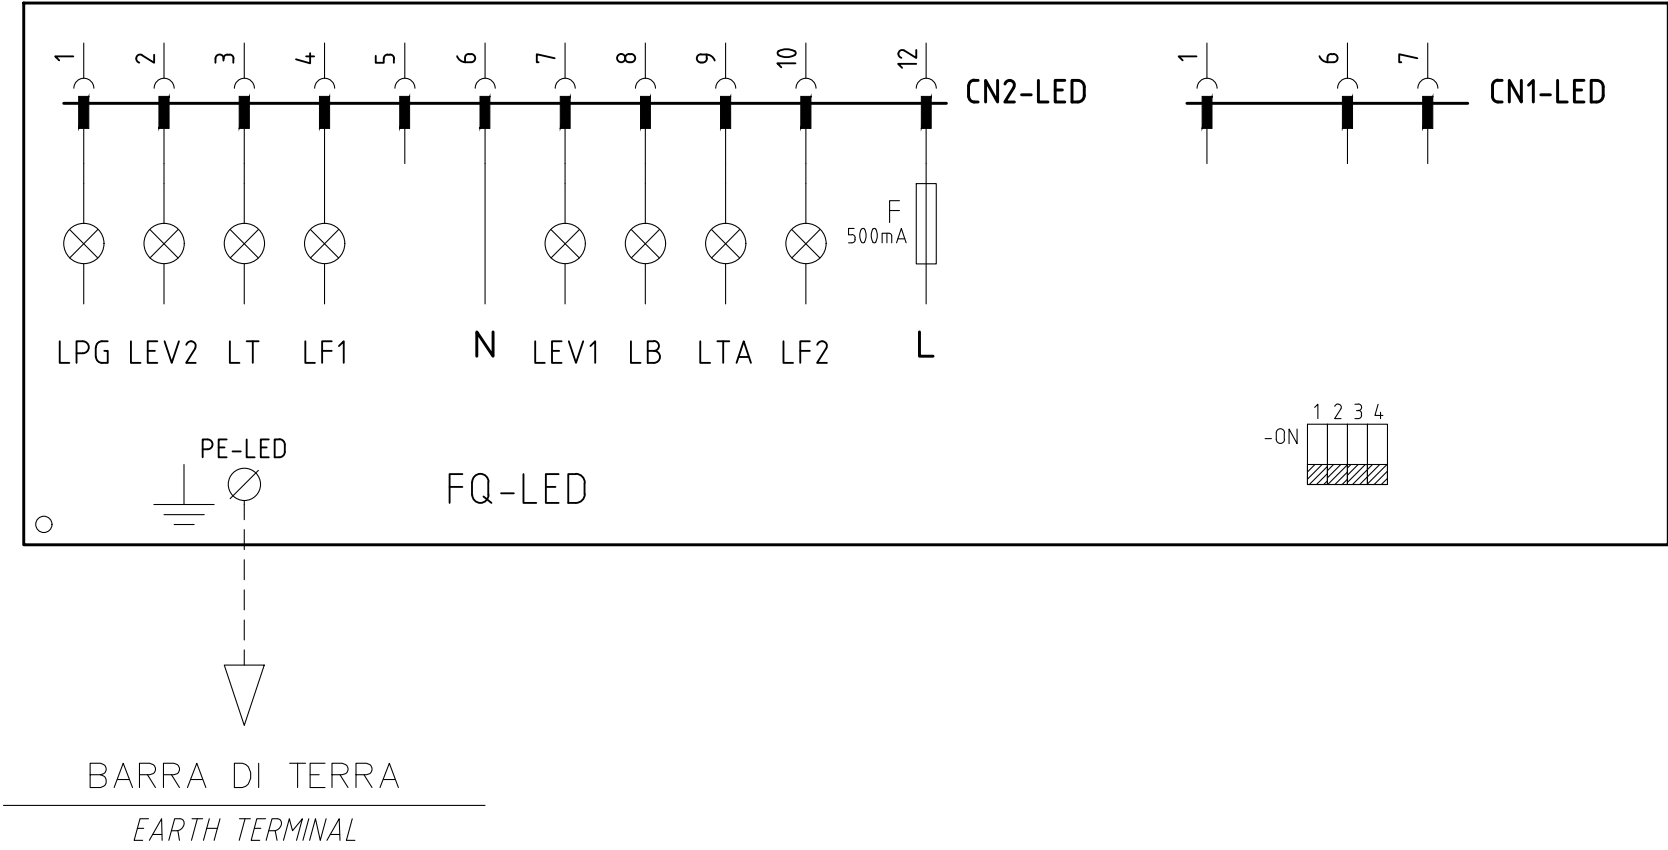 1 2 3 4 5 6 7 8 9 10 12 CN2-LED 1 6 7 CN1-LED
F
500mA
LPG LEV2 LT LF1 N LEV1 LB LTA LF2 L
1 2 3 4
-ON
PE-LED
FQ-LED
BARRA DI TERRA
EARTH TERMINAL